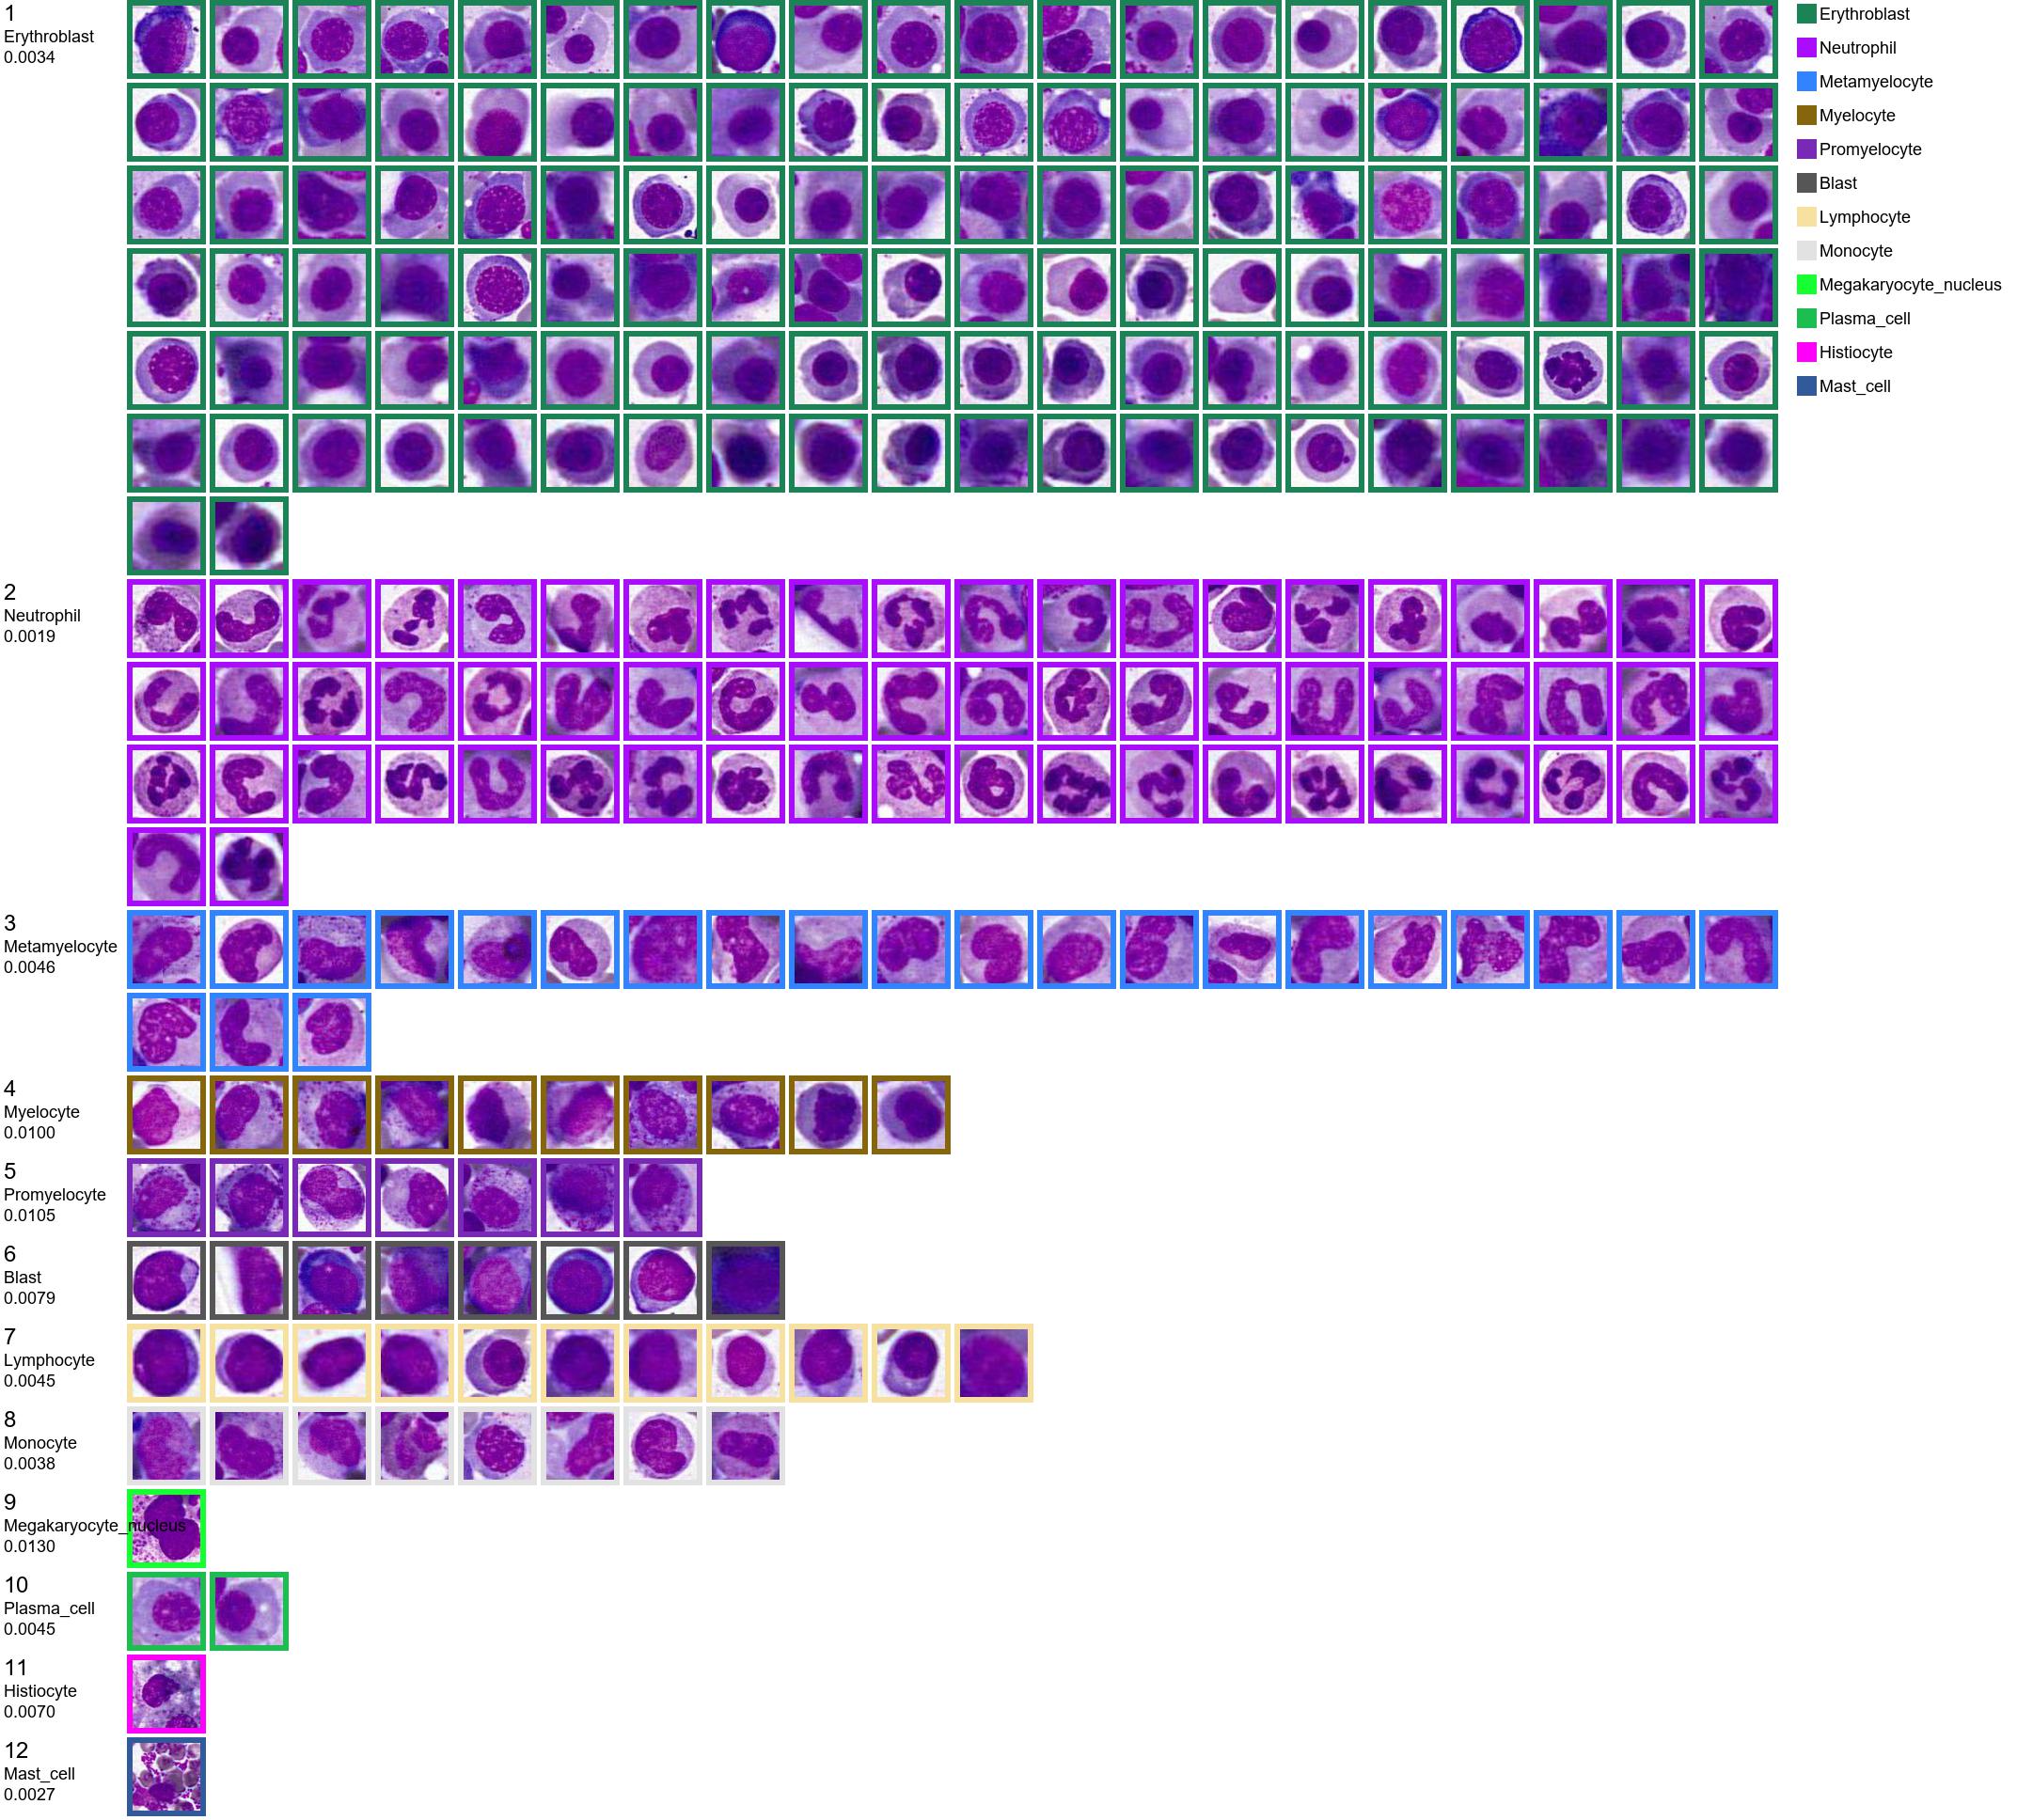 1
Erythroblast
0.0034
2
Neutrophil
0.0019
3
Metamyelocyte
0.0046
4
Myelocyte
0.0100
5
Promyelocyte
0.0105
6
Blast
0.0079
7
Lymphocyte
0.0045
8
Monocyte
0.0038
9
Megakaryocyte_nucleus
0.0130
10
Plasma_cell
0.0045
11
Histiocyte
0.0070
12
Mast_cell
0.0027
Erythroblast
Neutrophil
Metamyelocyte
Myelocyte
Promyelocyte
Blast
Lymphocyte
Monocyte
Megakaryocyte_nucleus
Plasma_cell
Histiocyte
Mast_cell